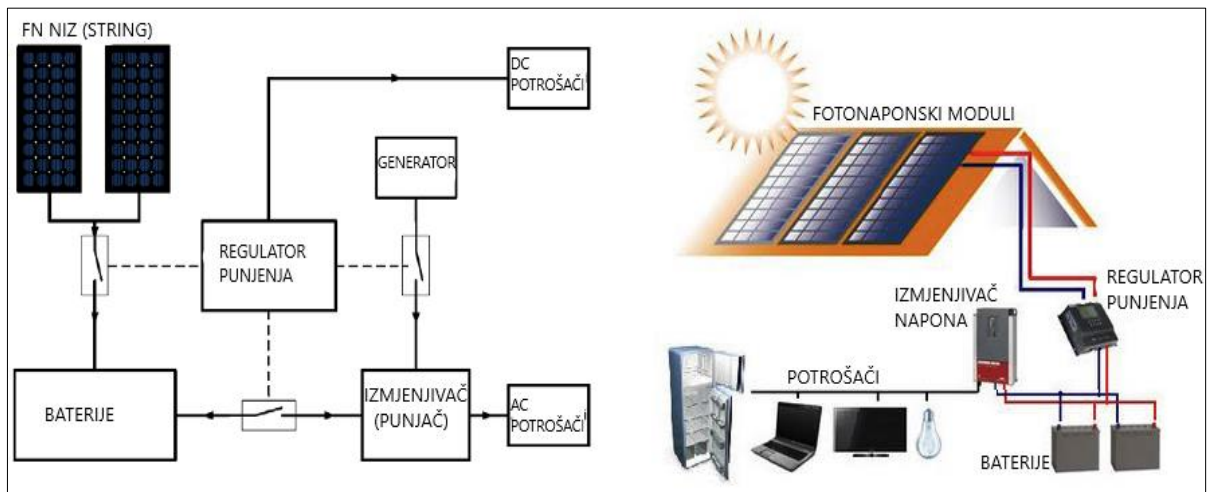 FN NIZ (STRING)
DC
POTROŠAČI
GENERATOR
REGULATOR
PUNJENJA
BATERIJE
IZMJENJIVAČ
(PUNJAČ)
AC
POTROŠAČI
FOTONAPONSKI MODULI
REGULATOR
PUNJENJA
IZMJENJIVAČ
NAPONA
POTROŠAČI
BATERIJE